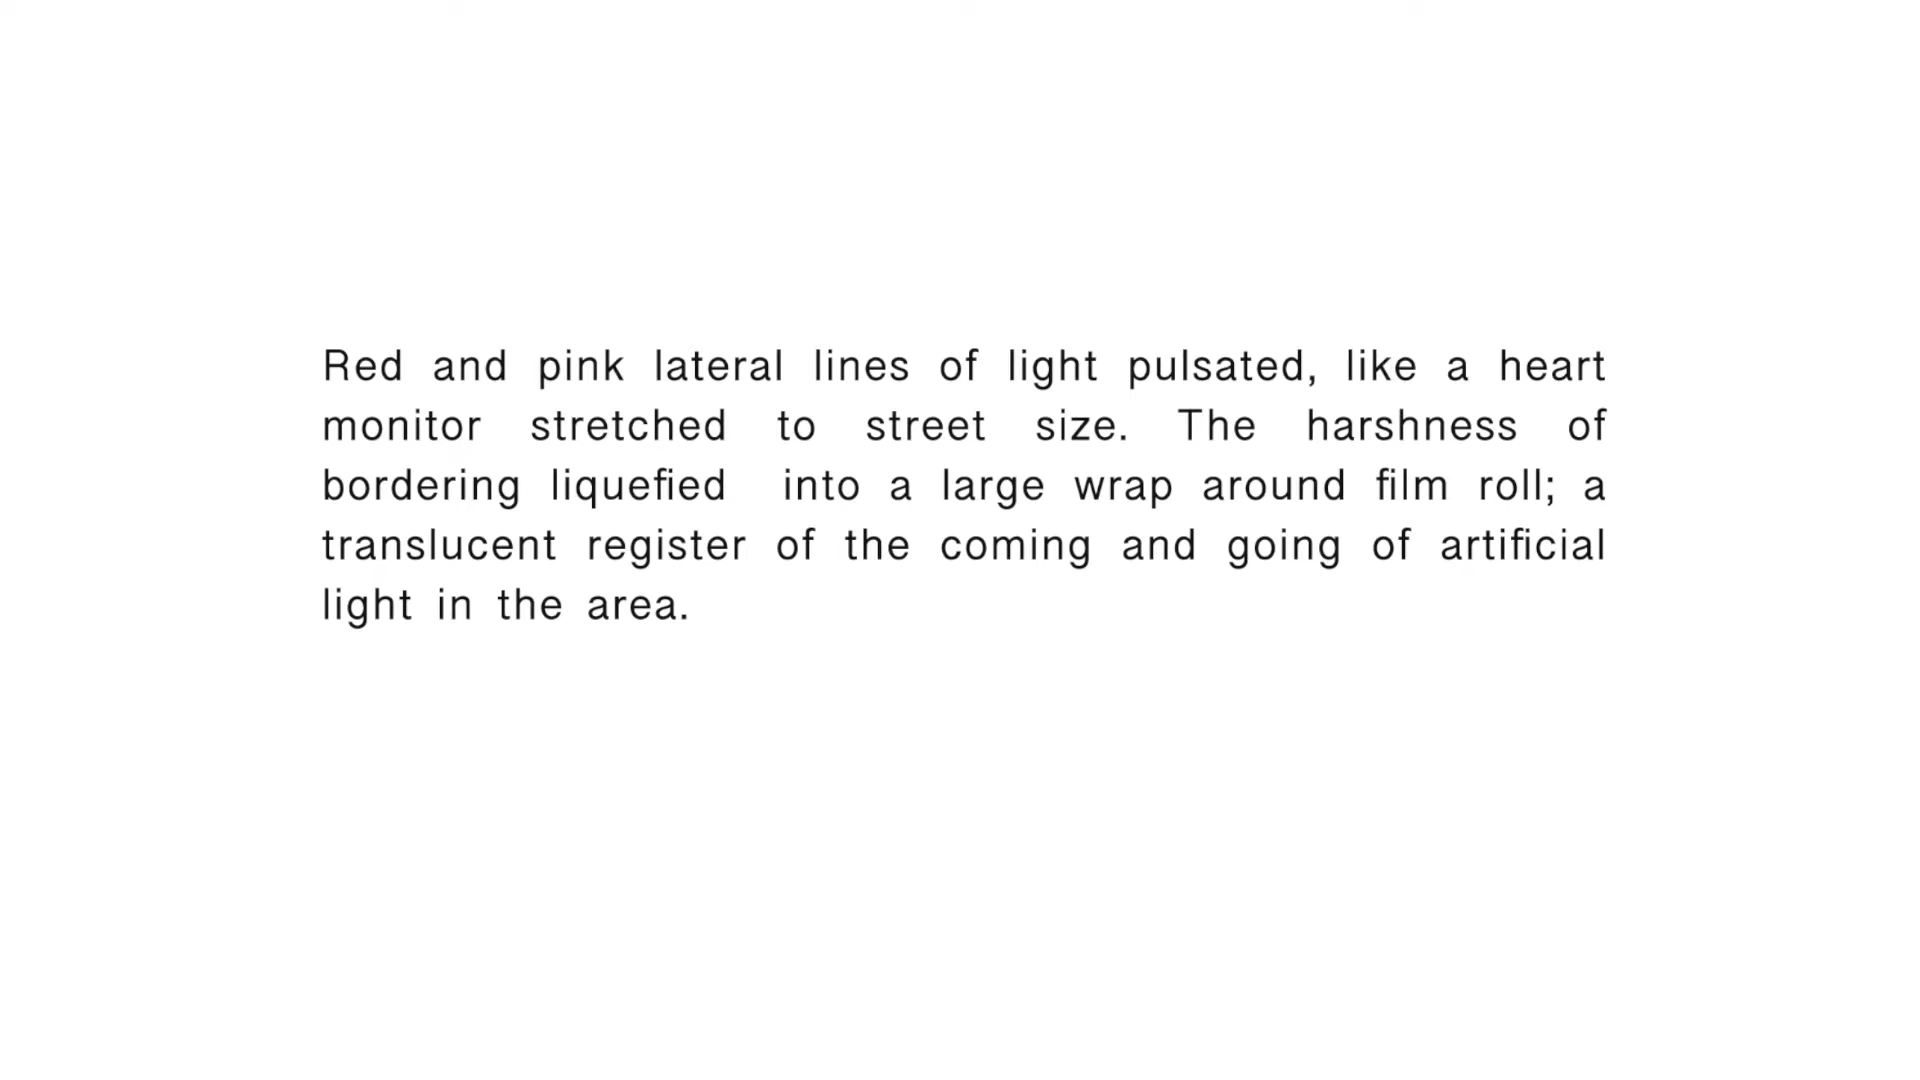 Red and pink lateral lines of light pulsated, like a heart
monitor stretched to street size. The harshness of
bordering liquefied into a large wrap around film roll; a
translucent register of the coming and going of artificial
light in the area.